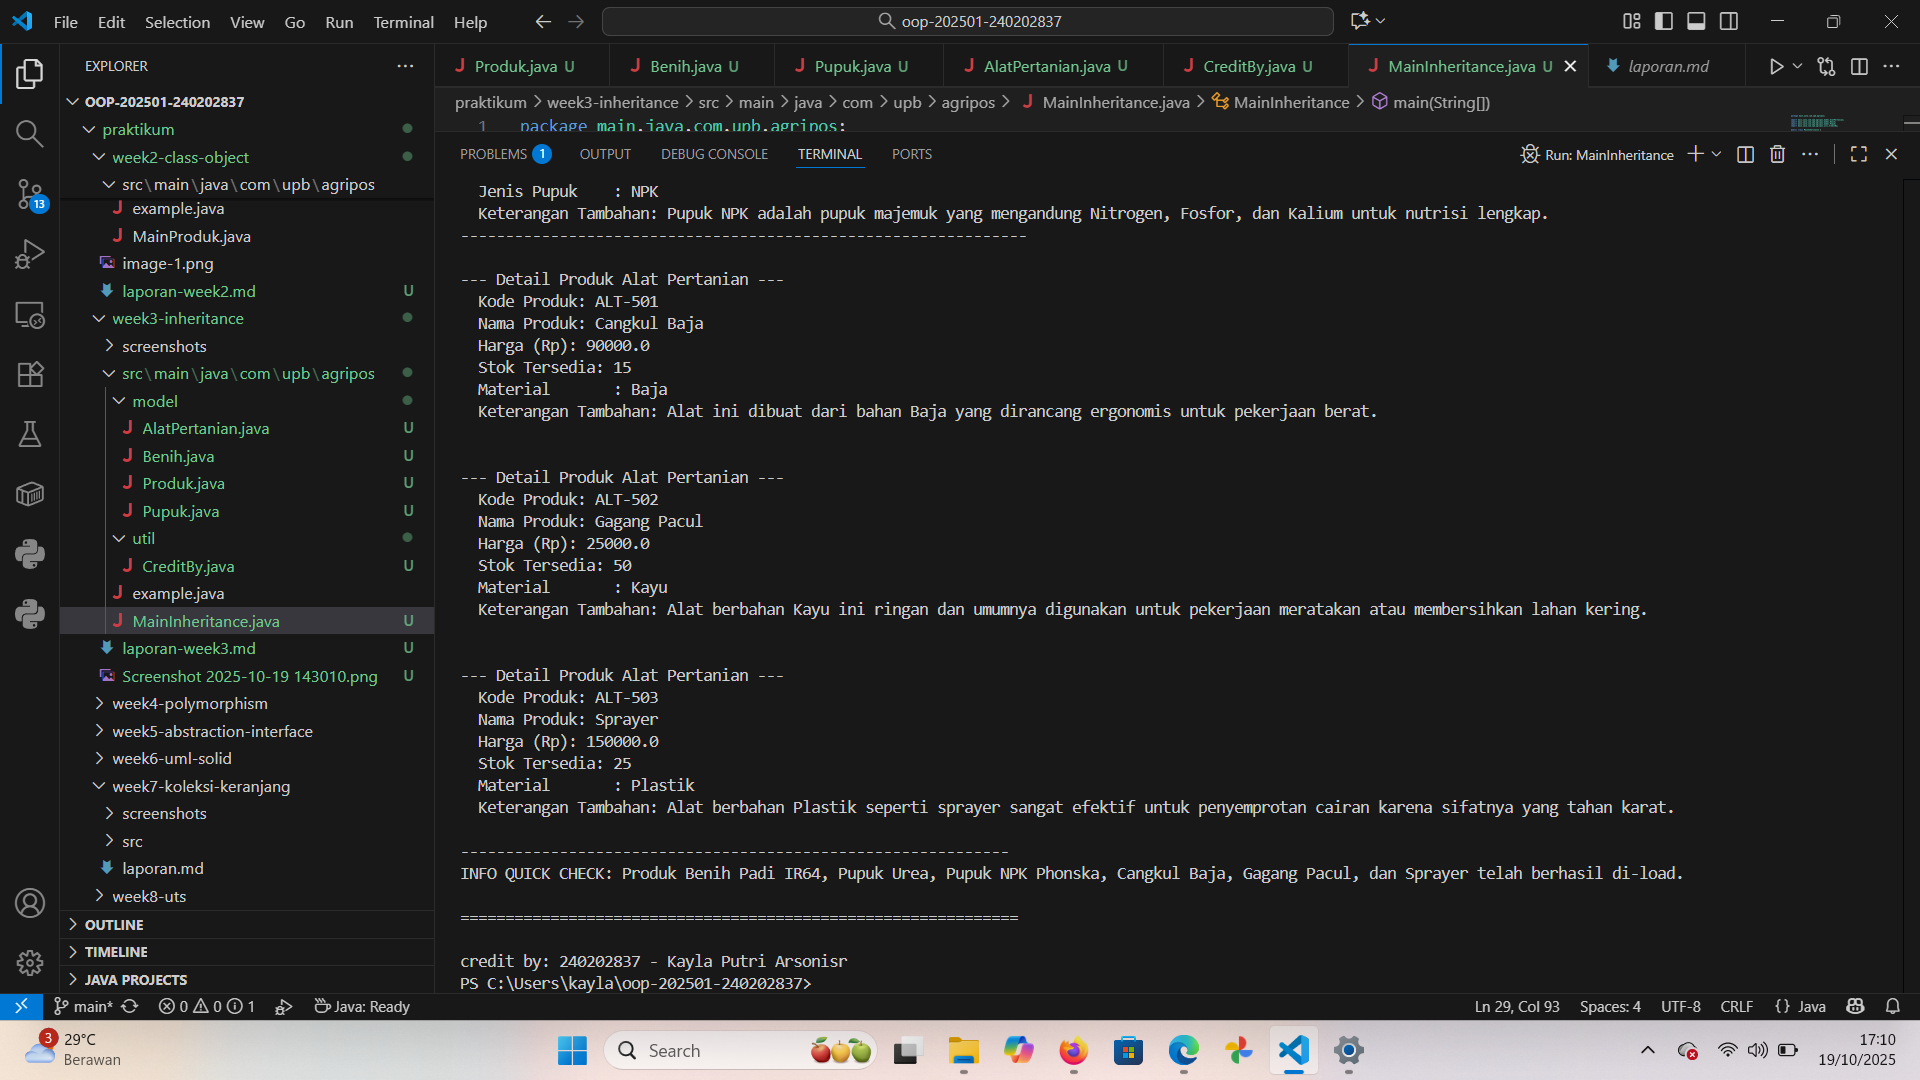 File Edit Selection View Go Run Terminal Help
oop-202501-240202837
EXPLORER
OOP-202501-240202837
praktikum
week2-class-object
src\main\java\com\upb\agripos
example.java
MainProduk.java
image-1.png
laporan-week2.md U
week3-inheritance
screenshots
src\main\java\com\upb\agripos
model
AlatPertanian.java U
Benih.java U
Produk.java U
Pupuk.java U
util
CreditBy.java U
example.java
MainInheritance.java U
laporan-week3.md U
Screenshot 2025-10-19 143010.png U
week4-polymorphism
week5-abstraction-interface
week6-uml-solid
week7-koleksi-keranjang
screenshots
src
laporan.md
week8-uts
OUTLINE
TIMELINE
JAVA PROJECTS
13
Produk.java U Benih.java U Pupuk.java U AlatPertanian.java U CreditBy.java U MainInheritance.java U laporan.md
praktikum > week3-inheritance > src > main > java > com > upb > agripos > MainInheritance.java > MainInheritance > main(String[])
1 package main.java.com.upb.agripos;
PROBLEMS 1 OUTPUT DEBUG CONSOLE TERMINAL PORTS
Run: MainInheritance
Jenis Pupuk : NPK
Keterangan Tambahan: Pupuk NPK adalah pupuk majemuk yang mengandung Nitrogen, Fosfor, dan Kalium untuk nutrisi lengkap.
---------------------------------------------------------------
--- Detail Produk Alat Pertanian ---
Kode Produk: ALT-501
Nama Produk: Cangkul Baja
Harga (Rp): 90000.0
Stok Tersedia: 15
Material : Baja
Keterangan Tambahan: Alat ini dibuat dari bahan Baja yang dirancang ergonomis untuk pekerjaan berat.
--- Detail Produk Alat Pertanian ---
Kode Produk: ALT-502
Nama Produk: Gagang Pacul
Harga (Rp): 25000.0
Stok Tersedia: 50
Material : Kayu
Keterangan Tambahan: Alat berbahan Kayu ini ringan dan umumnya digunakan untuk pekerjaan meratakan atau membersihkan lahan kering.
--- Detail Produk Alat Pertanian ---
Kode Produk: ALT-503
Nama Produk: Sprayer
Harga (Rp): 150000.0
Stok Tersedia: 25
Material : Plastik
Keterangan Tambahan: Alat berbahan Plastik seperti sprayer sangat efektif untuk penyemprotan cairan karena sifatnya yang tahan karat.
-------------------------------------------------------------
INFO QUICK CHECK: Produk Benih Padi IR64, Pupuk Urea, Pupuk NPK Phonska, Cangkul Baja, Gagang Pacul, dan Sprayer telah berhasil di-load.
==============================================================
credit by: 240202837 - Kayla Putri Arsonisr
PS C:\Users\kayla\oop-202501-240202837>
main* 0 0 1 Java: Ready Ln 29, Col 93 Spaces: 4 UTF-8 CRLF {} Java
3 29°C
Berawan
Search
17:10
19/10/2025